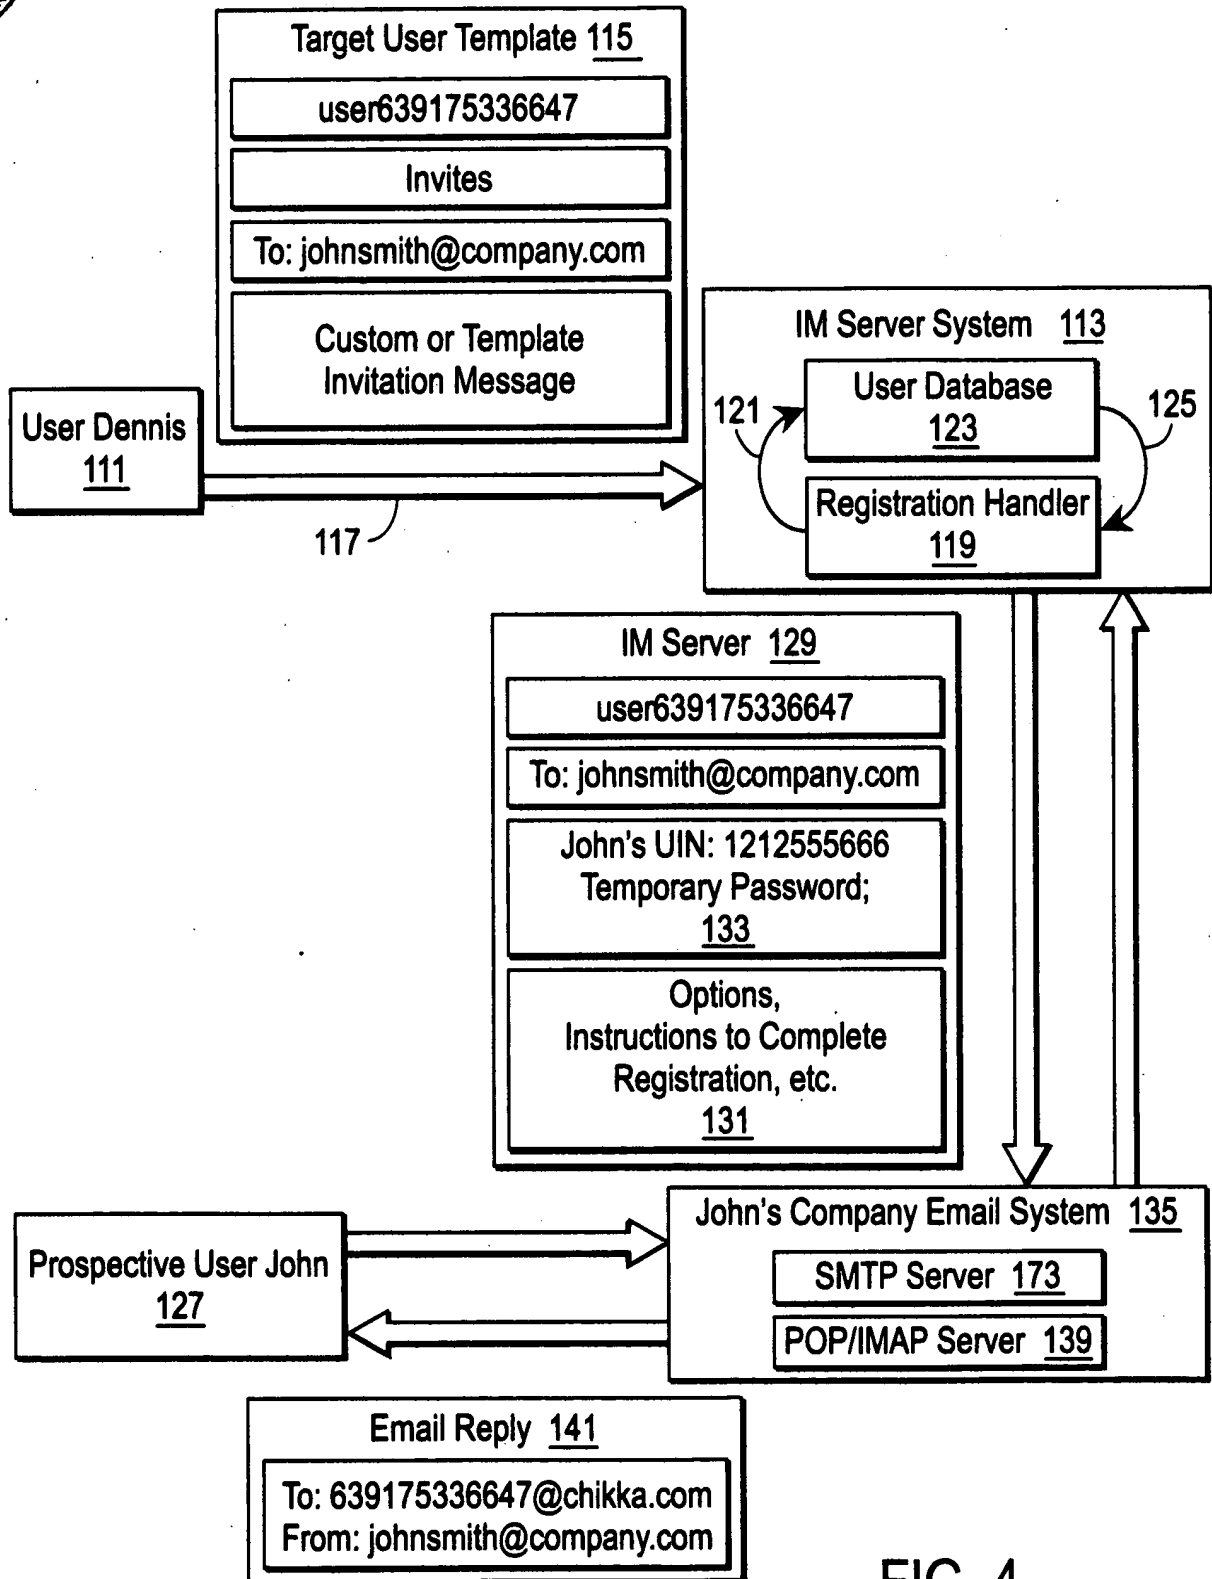 Target User Template 115
user639175336647
Invites
To: johnsmith@company.com
Custom or Template
Invitation Message
User Dennis
111
117
IM Server System 113
User Database
123
121
125
Registration Handler
119
IM Server 129
user639175336647
To: johnsmith@company.com
John's UIN: 1212555666
Temporary Password;
133
Options,
Instructions to Complete
Registration, etc.
131
John's Company Email System 135
SMTP Server 173
POP/IMAP Server 139
Prospective User John
127
Email Reply 141
To: 639175336647@chikka.com
From: johnsmith@company.com
FIG. 4